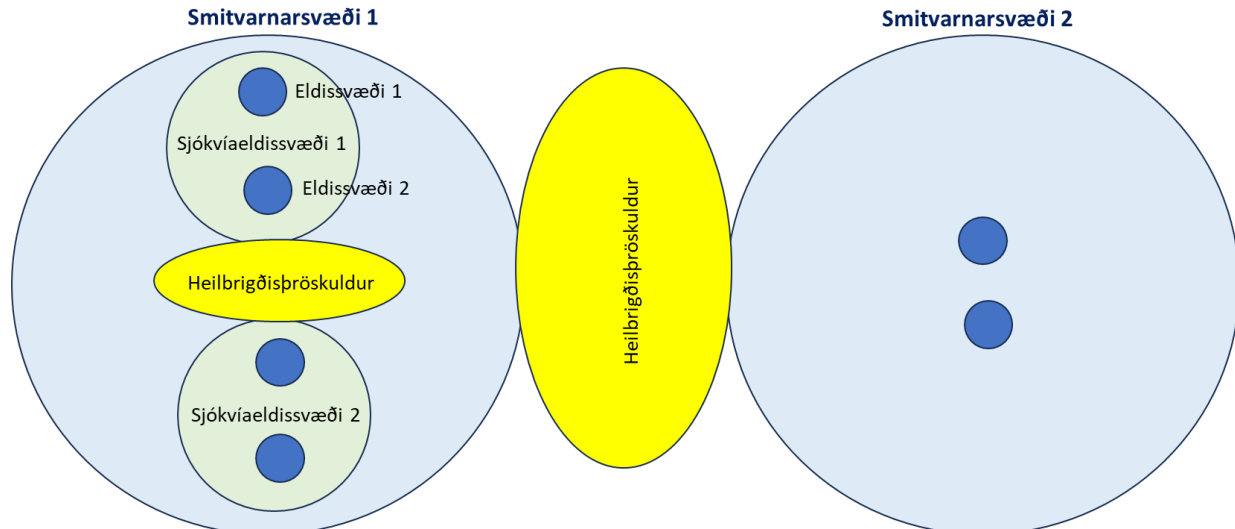 Smitvarnarsvæði 1
Smitvarnarsvæði 2
Eldissvæði 1
Sjókvíaeldissvæði 1
Eldissvæði 2
Heilbrigðisþröskuldur
Heilbrigðisþröskuldur
Sjókvíaeldissvæði 2